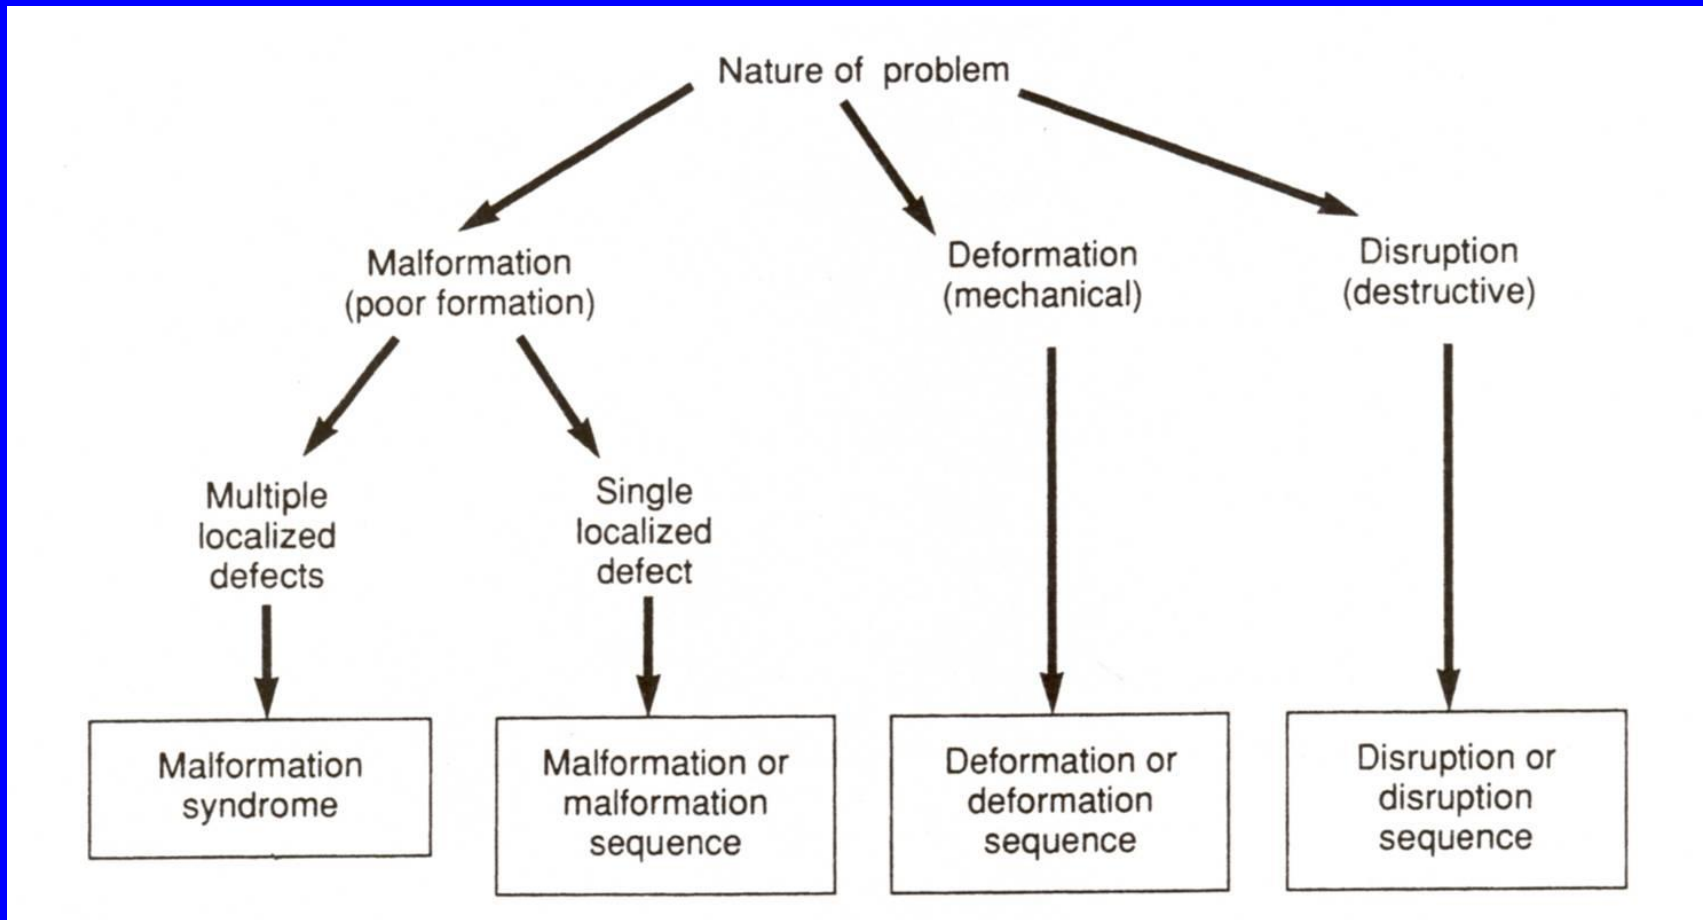 Nature of problem
Malformation
(poor formation)
Deformation
(mechanical)
Disruption
(destructive)
Multiple
localized
defects
Single
localized
defect
Malformation
syndrome
Malformation or
malformation
sequence
Deformation or
deformation
sequence
Disruption or
disruption
sequence